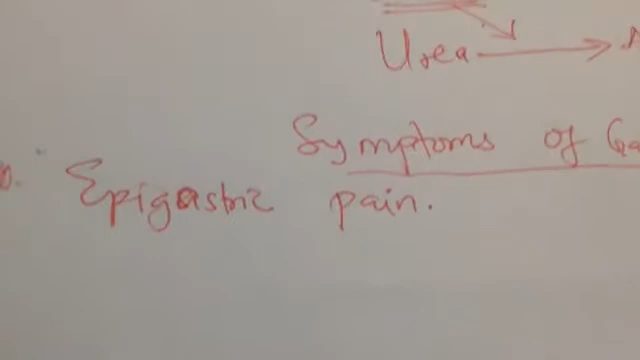 Urea
Symptoms of
Epigastric pain.